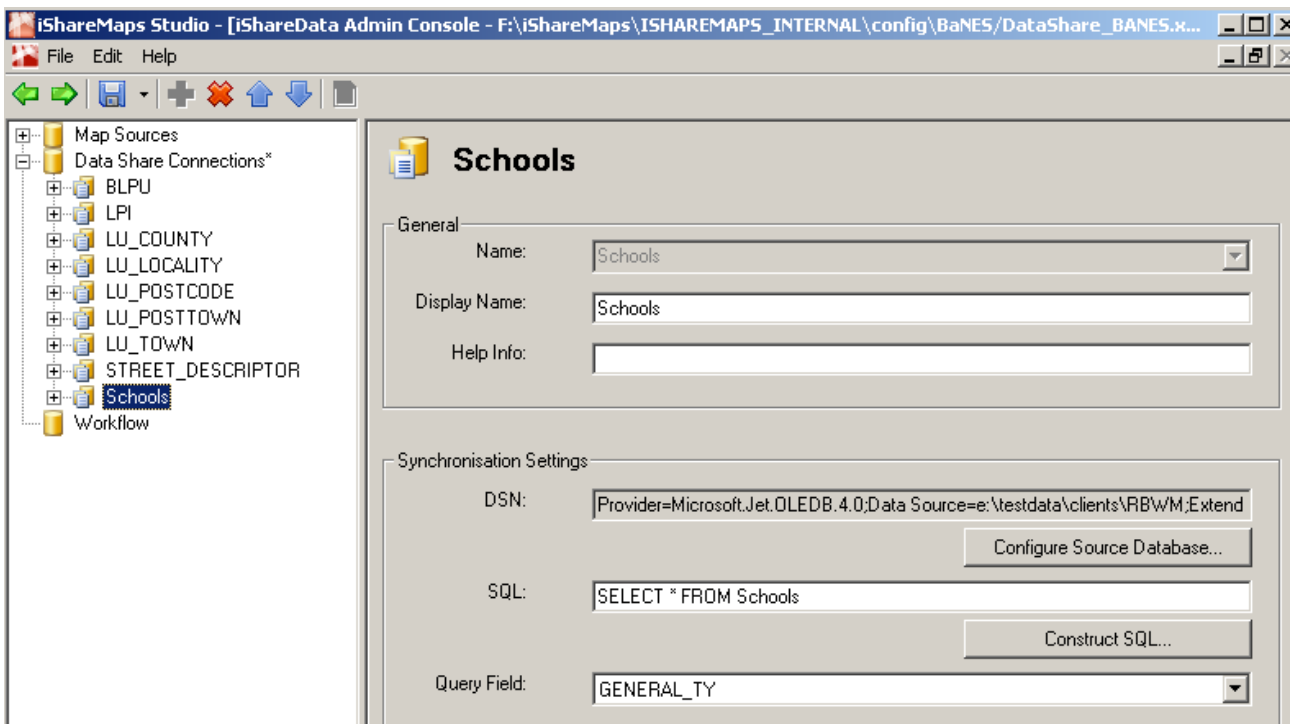 iShareMaps Studio - [iShareData Admin Console - F:\iShareMaps\ISHAREMAPS_INTERNAL\config\BaNES/DataShare_BANES.x...
File Edit Help
Map Sources
Data Share Connections*
BLPU
LPI
LU_COUNTY
LU_LOCALITY
LU_POSTCODE
LU_POSTTOWN
LU_TOWN
STREET_DESCRIPTOR
Schools
Workflow
Schools
General
Name: Schools
Display Name: Schools
Help Info:
Synchronisation Settings
DSN: Provider=Microsoft.Jet.OLEDB.4.0;Data Source=e:\testdata\clients\RBWM;Extend
Configure Source Database...
SQL: SELECT * FROM Schools
Construct SQL...
Query Field: GENERAL_TY